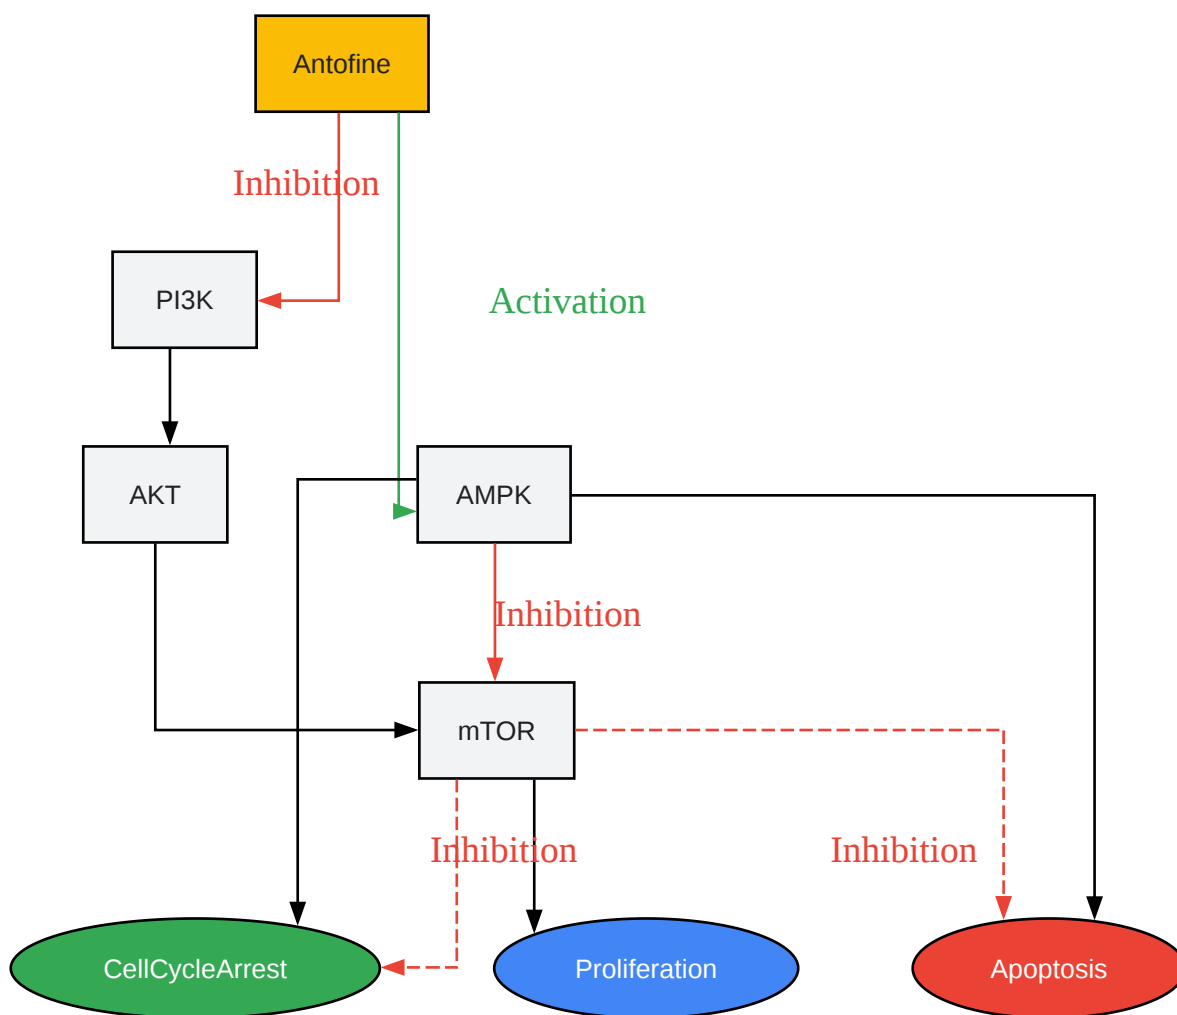 Antofine
Inhibition
PI3K
Activation
AKT
AMPK
Inhibition
mTOR
Inhibition
Inhibition
CellCycleArrest
Proliferation
Apoptosis